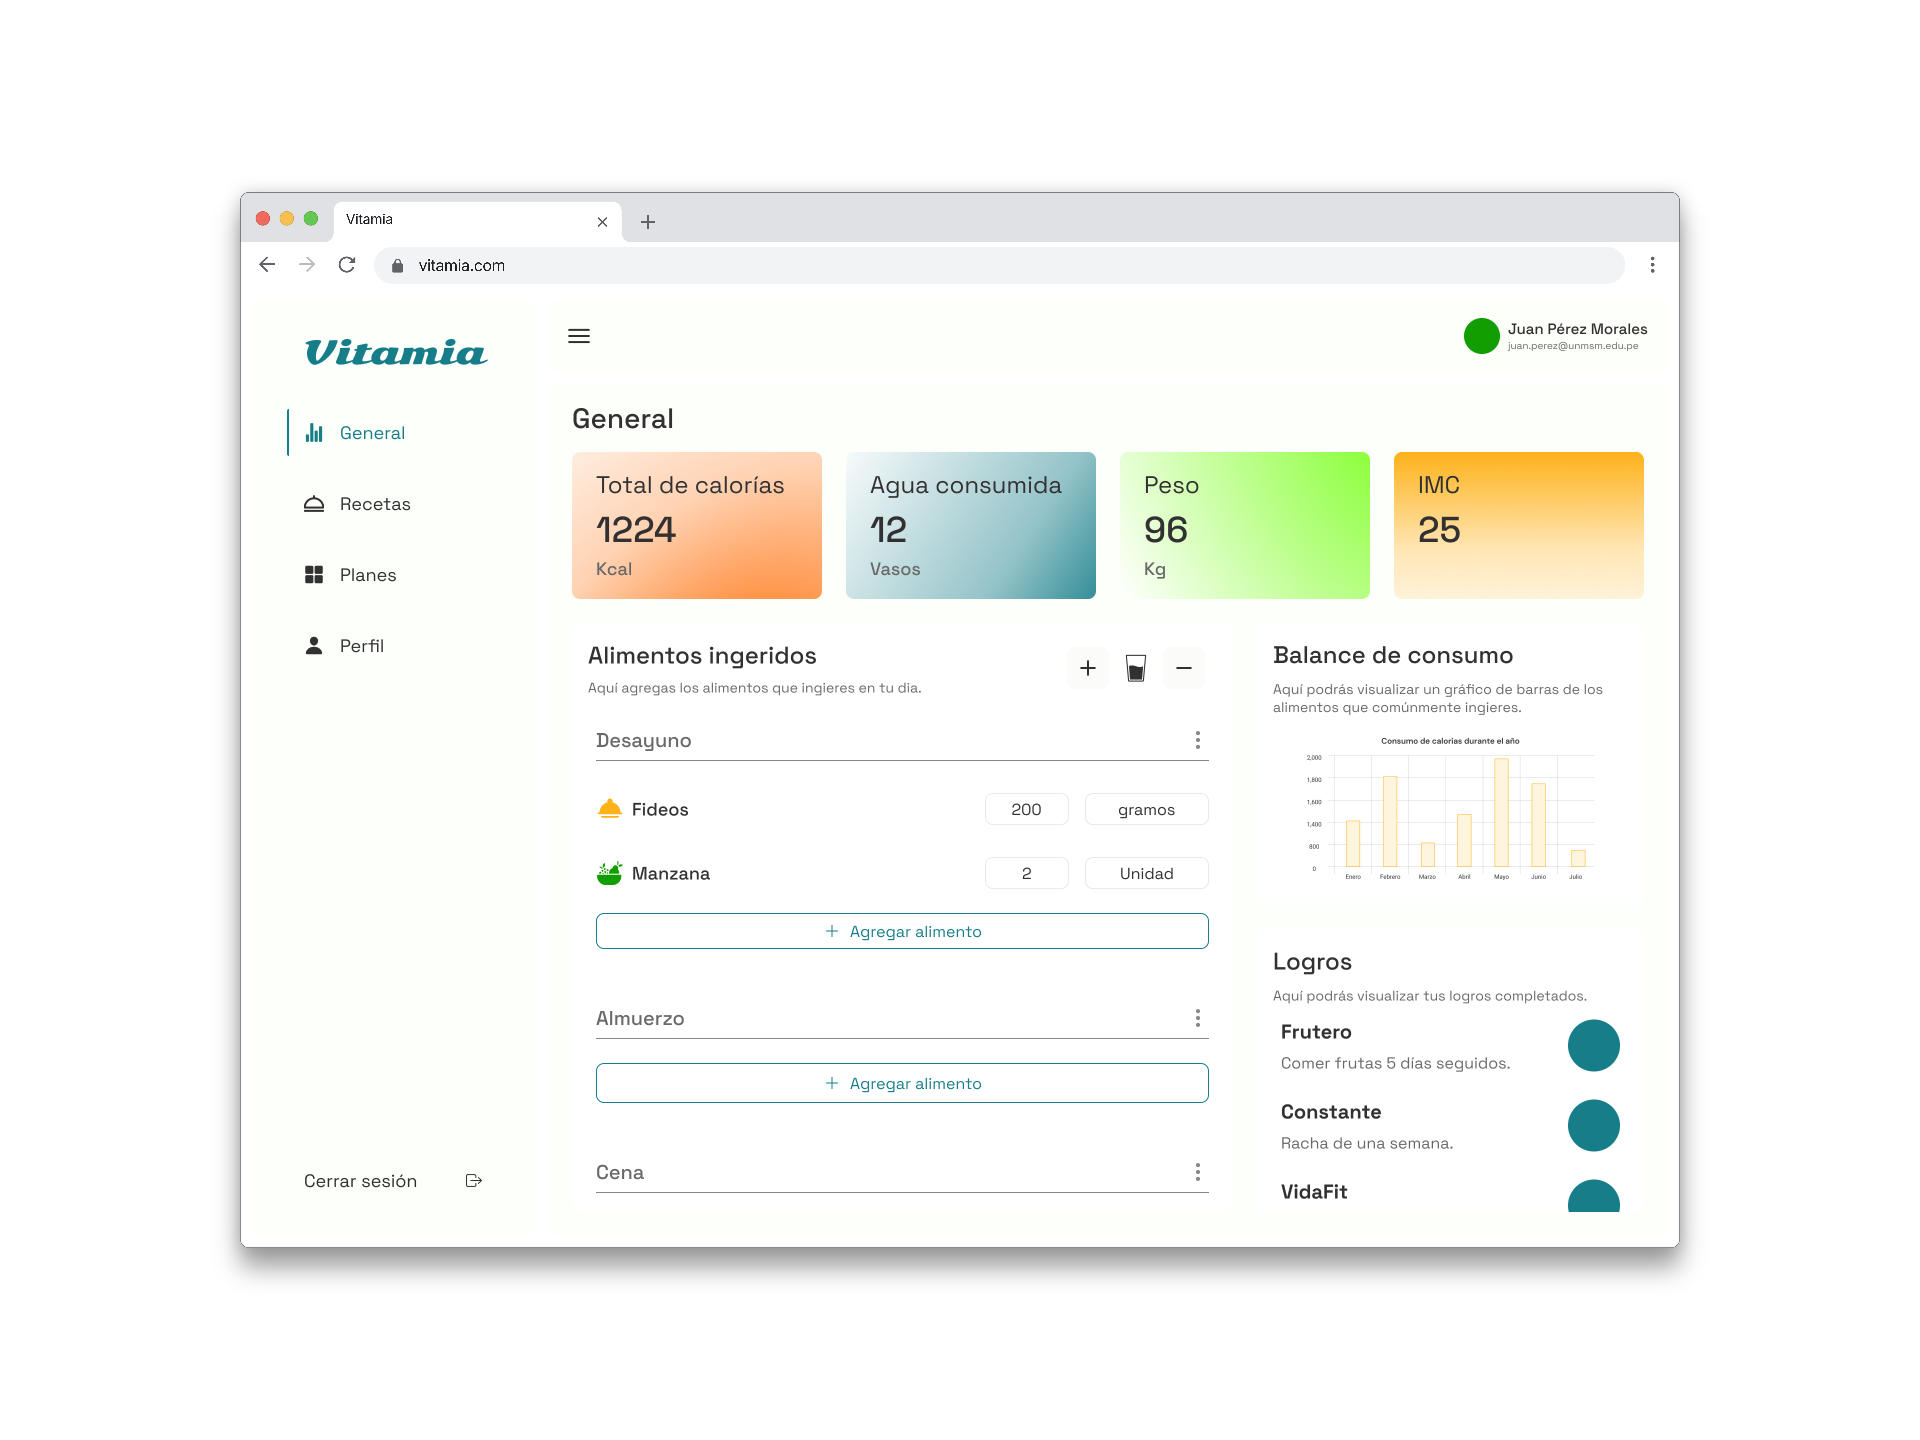 Vitamia
vitamia.com
Vitamia
General
Recetas
Planes
Perfil
Cerrar sesión
Juan Pérez Morales
juan.perez@unmsm.edu.pe
General
Total de calorías
1224
Kcal
Agua consumida
12
Vasos
Peso
96
Kg
IMC
25
Alimentos ingeridos
Aquí agregas los alimentos que ingieres en tu dia.
Desayuno
Fideos 200 gramos
Manzana 2 Unidad
+ Agregar alimento
Almuerzo
+ Agregar alimento
Cena
Balance de consumo
Aquí podrás visualizar un gráfico de barras de los
alimentos que comúnmente ingieres.
Consumo de calorias durante el año
2,000
1,800
1,600
1,400
800
0
Enero Febrero Marzo Abril Mayo Junio Julio
Logros
Aquí podrás visualizar tus logros completados.
Frutero
Comer frutas 5 días seguidos.
Constante
Racha de una semana.
VidaFit